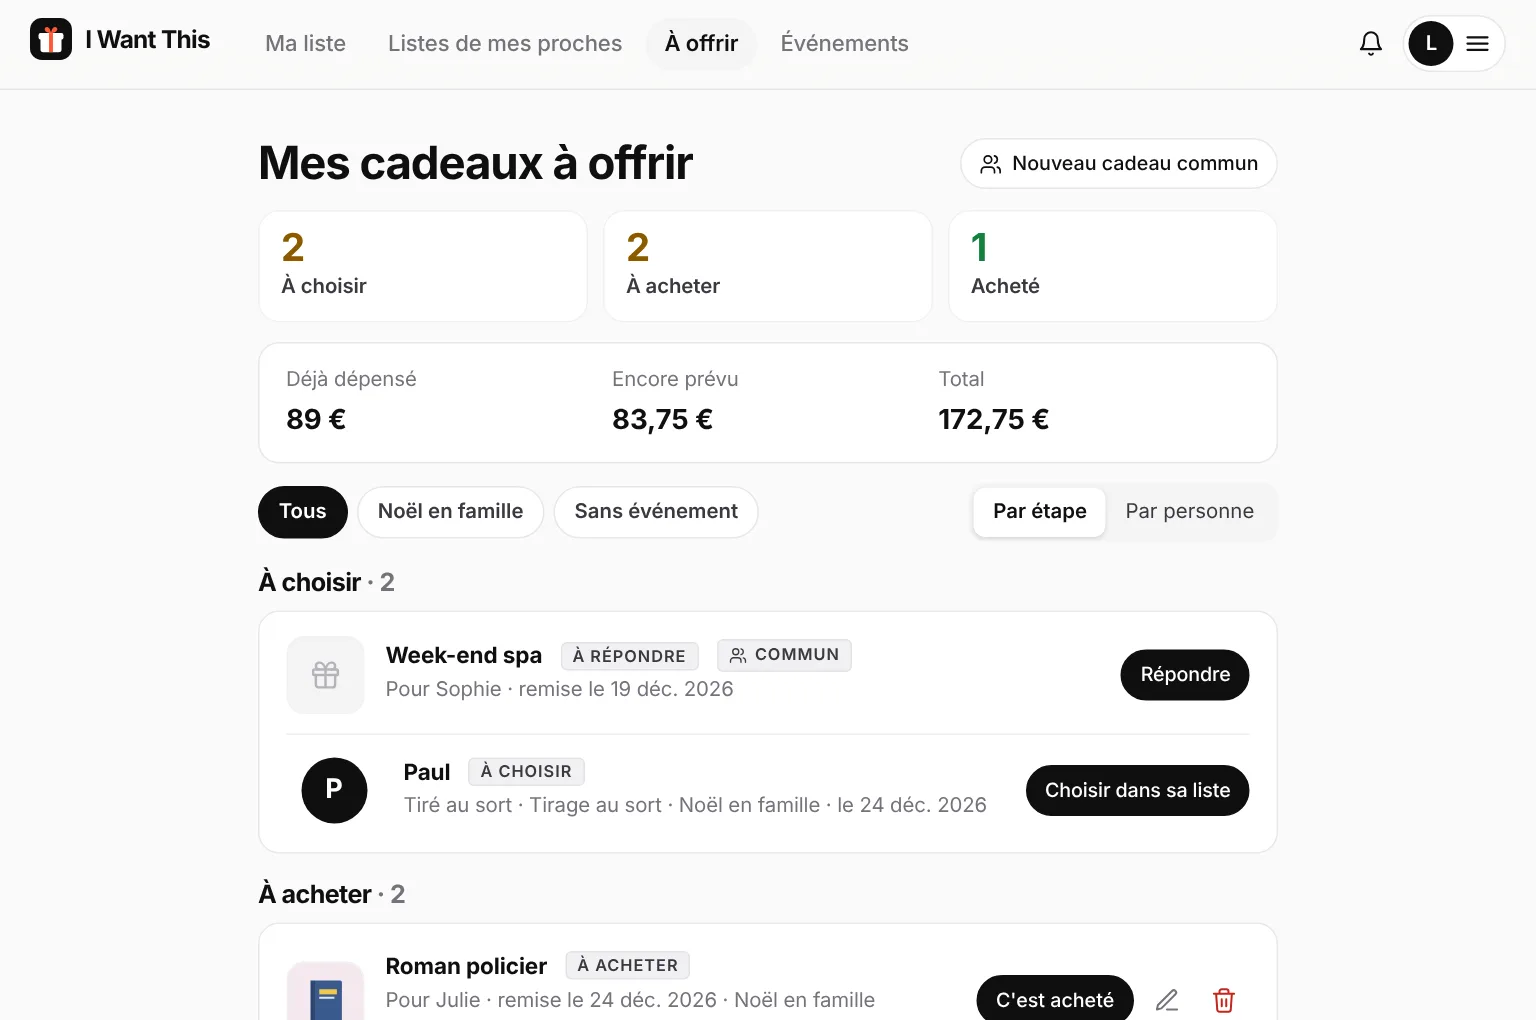 I Want This
Ma liste
Listes de mes proches
À offrir
Événements
L
Mes cadeaux à offrir
Nouveau cadeau commun
2
À choisir
2
À acheter
1
Acheté
Déjà dépensé
89 €
Encore prévu
83,75 €
Total
172,75 €
Tous
Noël en famille
Sans événement
Par étape
Par personne
À choisir · 2
Week-end spa
À RÉPONDRE
COMMUN
Pour Sophie · remise le 19 déc. 2026
Répondre
P
Paul
À CHOISIR
Tiré au sort · Tirage au sort · Noël en famille · le 24 déc. 2026
Choisir dans sa liste
À acheter · 2
Roman policier
À ACHETER
Pour Julie · remise le 24 déc. 2026 · Noël en famille
C'est acheté